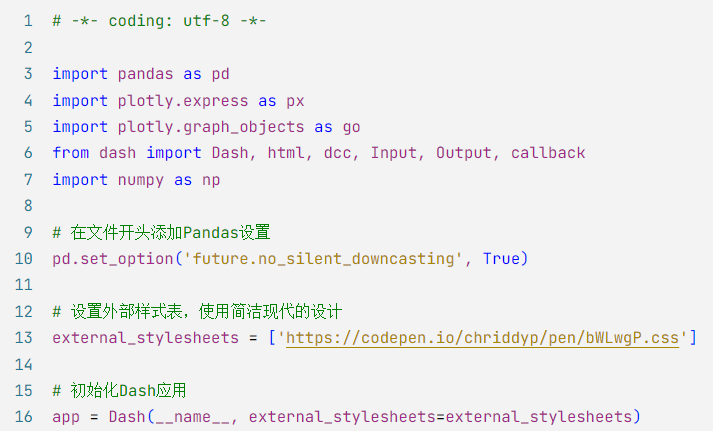 1 # -*- coding: utf-8 -*-
2
3 import pandas as pd
4 import plotly.express as px
5 import plotly.graph_objects as go
6 from dash import Dash, html, dcc, Input, Output, callback
7 import numpy as np
8
9 # 在文件开头添加Pandas设置
10 pd.set_option('future.no_silent_downcasting', True)
11
12 # 设置外部样式表，使用简洁现代的设计
13 external_stylesheets = ['https://codepen.io/chriddyp/pen/bWLwgP.css']
14
15 # 初始化Dash应用
16 app = Dash(__name__, external_stylesheets=external_stylesheets)